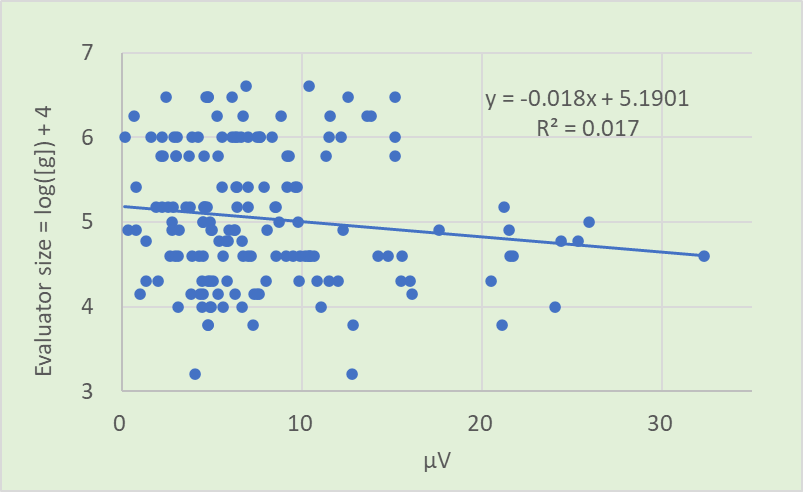 7
6
5
4
3
Evaluator size = log([g]) + 4
y = -0.018x + 5.1901
R² = 0.017
0 10 20 30
µV